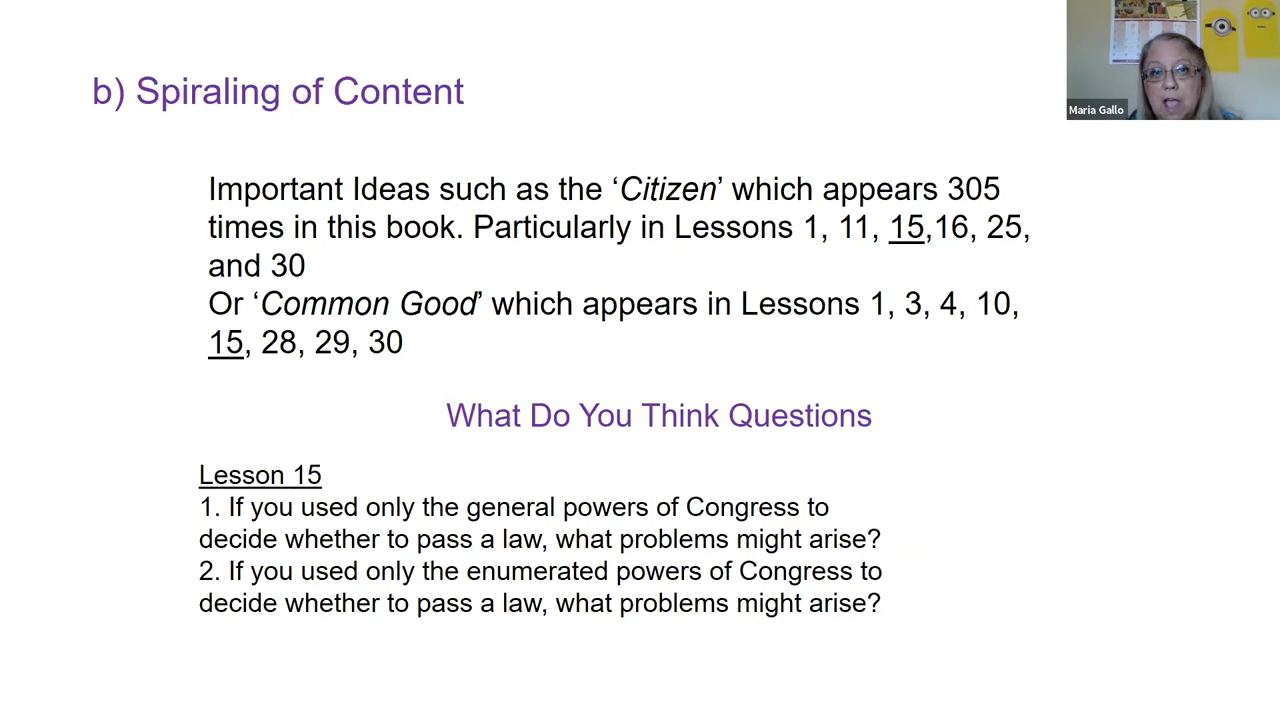 b) Spiraling of Content
Maria Gallo
Important Ideas such as the ‘Citizen’ which appears 305
times in this book. Particularly in Lessons 1, 11, 15,16, 25,
and 30
Or ‘Common Good’ which appears in Lessons 1, 3, 4, 10,
15, 28, 29, 30
What Do You Think Questions
Lesson 15
1. If you used only the general powers of Congress to
decide whether to pass a law, what problems might arise?
2. If you used only the enumerated powers of Congress to
decide whether to pass a law, what problems might arise?